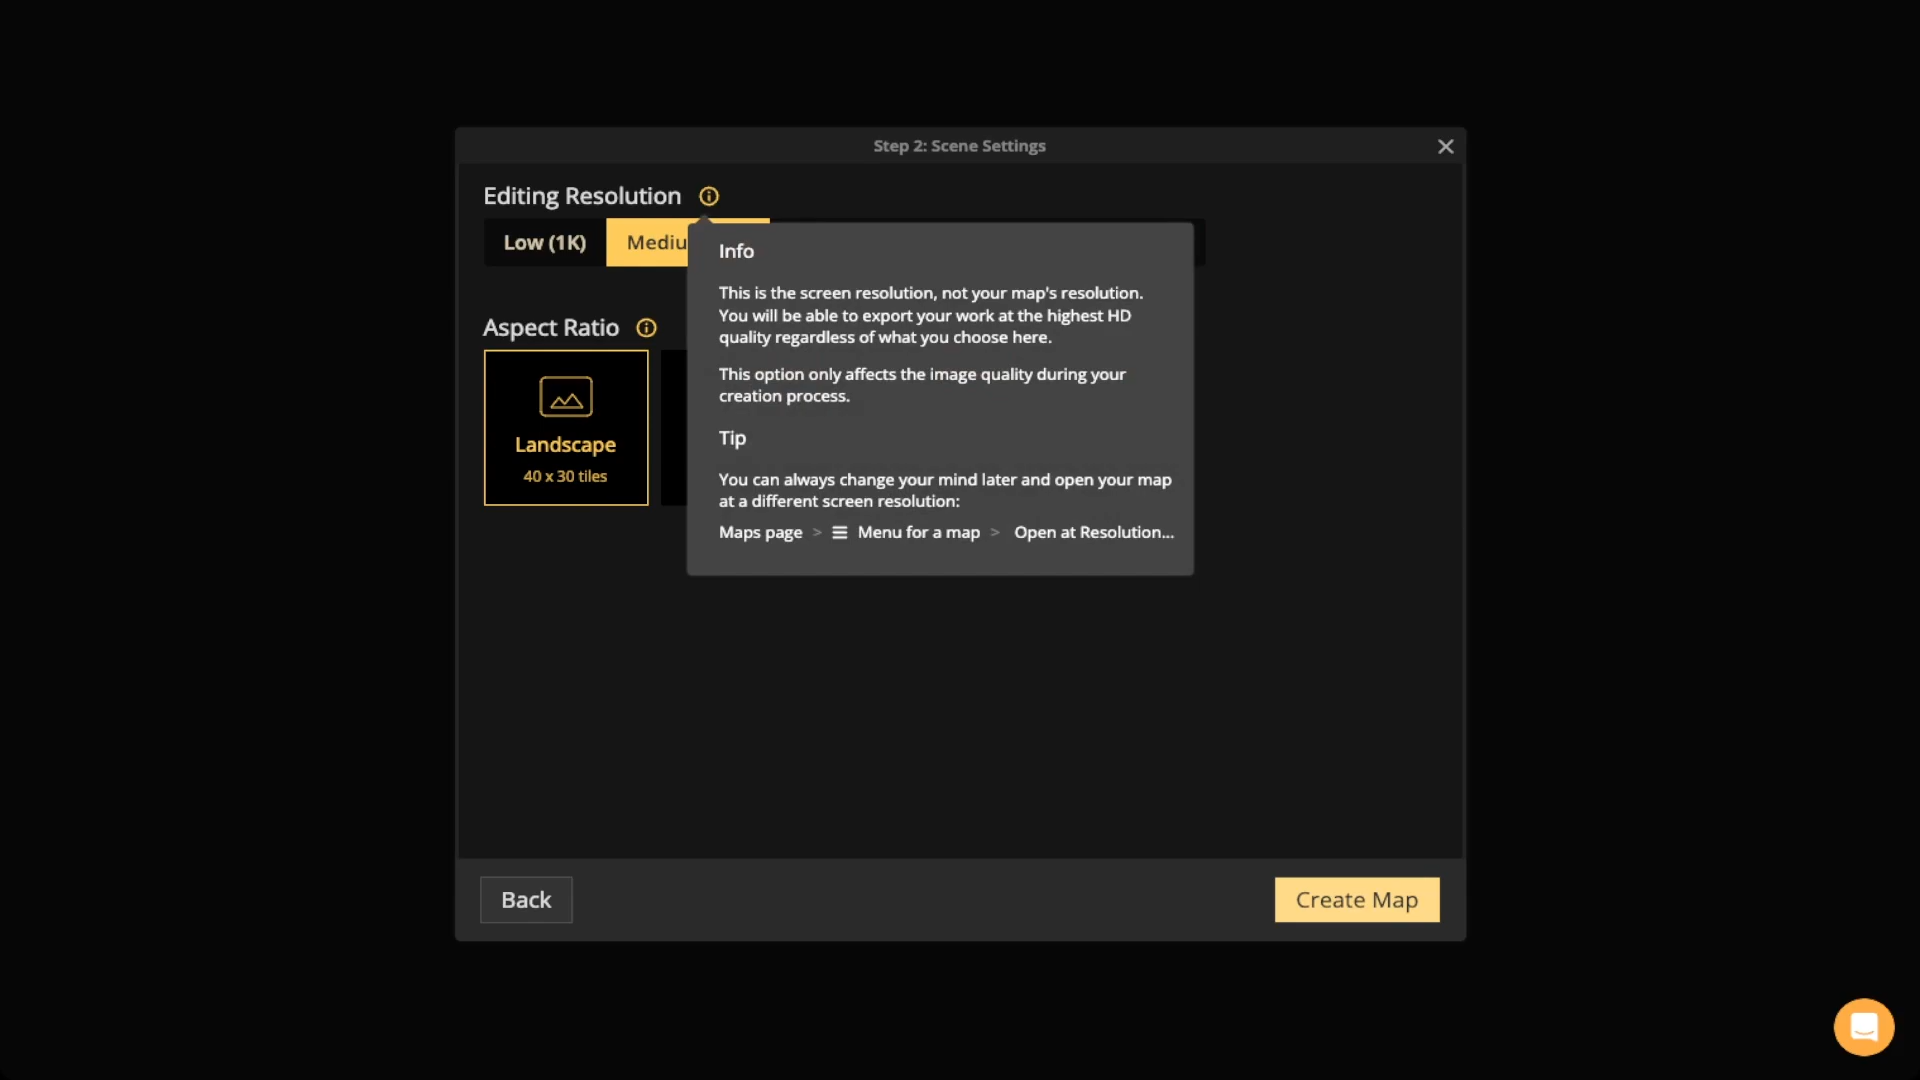 Step 2: Scene Settings
Editing Resolution
Low (1K)
Mediu
Info
This is the screen resolution, not your map's resolution.
You will be able to export your work at the highest HD
quality regardless of what you choose here.
This option only affects the image quality during your
creation process.
Tip
You can always change your mind later and open your map
at a different screen resolution:
Maps page > Menu for a map > Open at Resolution...
Aspect Ratio
Landscape
40 x 30 tiles
Back
Create Map